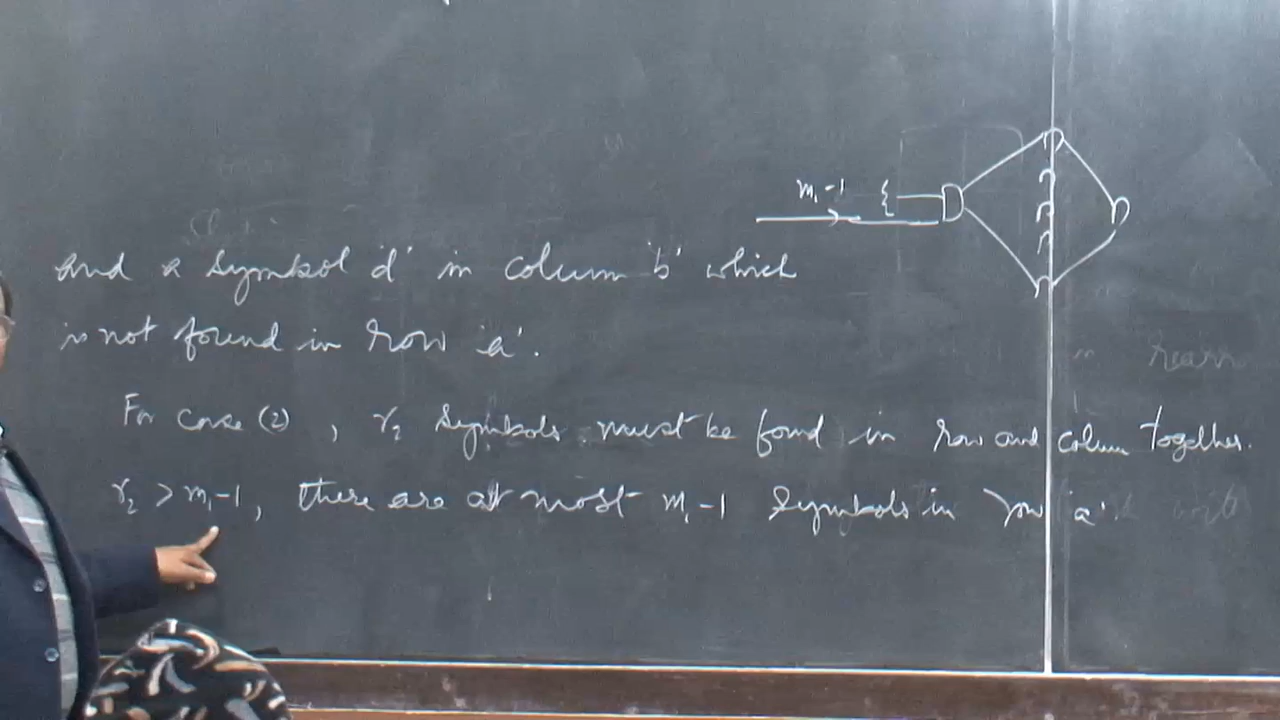 m₁-1
and a symbol 'd' in column 'b' which
is not found in row 'a'.
For case (2), r₂ symbols must be found in row and column together.
r₂ > m₁-1, there are at most m₁-1 symbols in row 'a'.